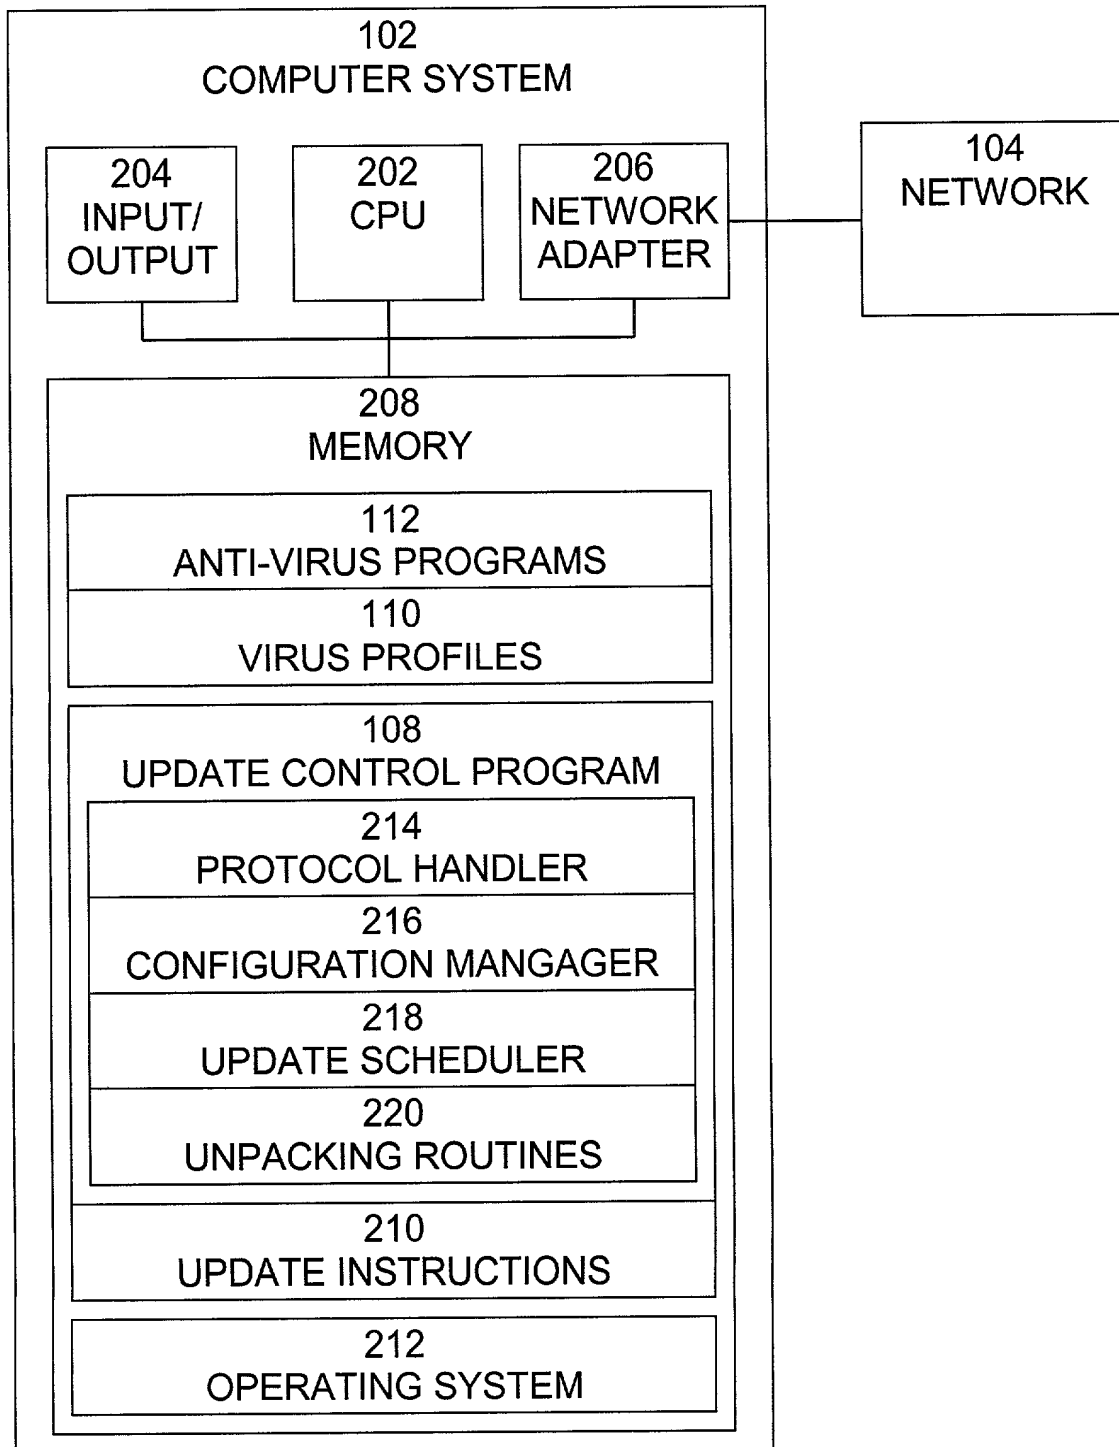 102
COMPUTER SYSTEM
204
INPUT/
OUTPUT
202
CPU
206
NETWORK
ADAPTER
104
NETWORK
208
MEMORY
112
ANTI-VIRUS PROGRAMS
110
VIRUS PROFILES
108
UPDATE CONTROL PROGRAM
214
PROTOCOL HANDLER
216
CONFIGURATION MANGAGER
218
UPDATE SCHEDULER
220
UNPACKING ROUTINES
210
UPDATE INSTRUCTIONS
212
OPERATING SYSTEM